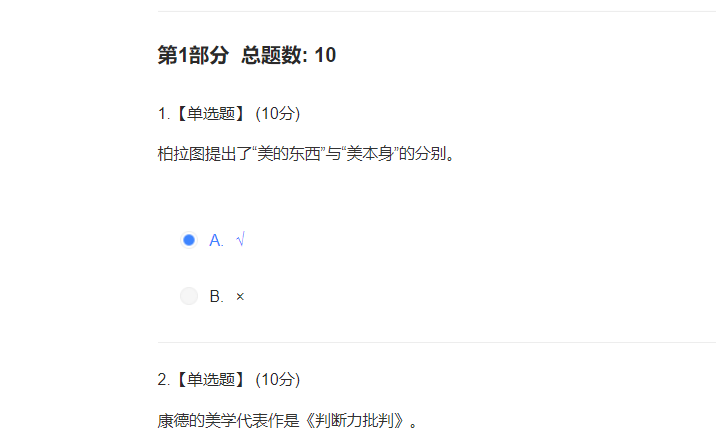 第1部分 总题数: 10
1.【单选题】 (10分)
柏拉图提出了“美的东西”与“美本身”的分别。
A. √
B. ×
2.【单选题】 (10分)
康德的美学代表作是《判断力批判》。